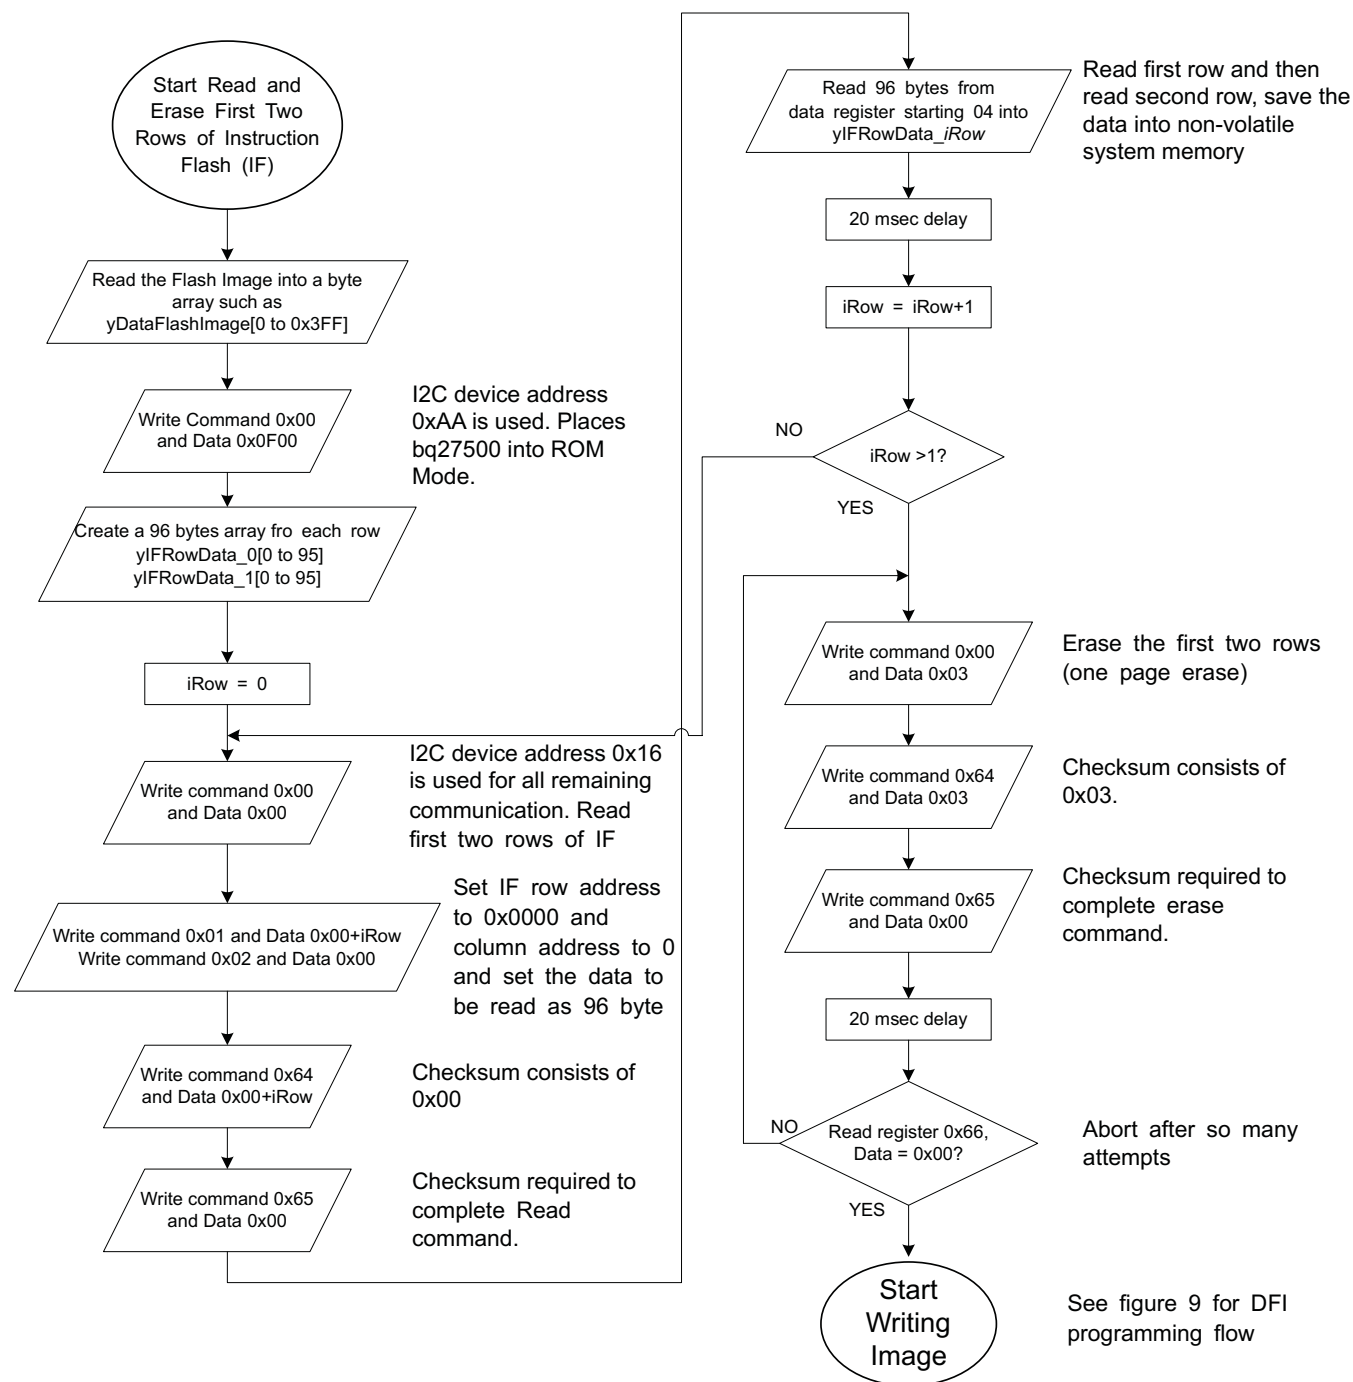 Start Read and
Erase First Two
Rows of Instruction
Flash (IF)
Read the Flash Image into a byte
array such as
yDataFlashImage[0 to 0x3FF]
Write Command 0x00
and Data 0x0F00
I2C device address
0xAA is used. Places
bq27500 into ROM
Mode.
Create a 96 bytes array fro each row
yIFRowData_0[0 to 95]
yIFRowData_1[0 to 95]
iRow = 0
Write command 0x00
and Data 0x00
I2C device address 0x16
is used for all remaining
communication. Read
first two rows of IF
Write command 0x01 and Data 0x00+iRow
Write command 0x02 and Data 0x00
Set IF row address
to 0x0000 and
column address to 0
and set the data to
be read as 96 byte
Write command 0x64
and Data 0x00+iRow
Checksum consists of
0x00
Write command 0x65
and Data 0x00
Checksum required to
complete Read
command.
Read 96 bytes from
data register starting 04 into
yIFRowData_iRow
Read first row and then
read second row, save the
data into non-volatile
system memory
20 msec delay
iRow = iRow+1
iRow >1?
NO
YES
Write command 0x00
and Data 0x03
Erase the first two rows
(one page erase)
Write command 0x64
and Data 0x03
Checksum consists of
0x03.
Write command 0x65
and Data 0x00
Checksum required to
complete erase
command.
20 msec delay
Read register 0x66,
Data = 0x00?
NO
YES
Abort after so many
attempts
Start
Writing
Image
See figure 9 for DFI
programming flow